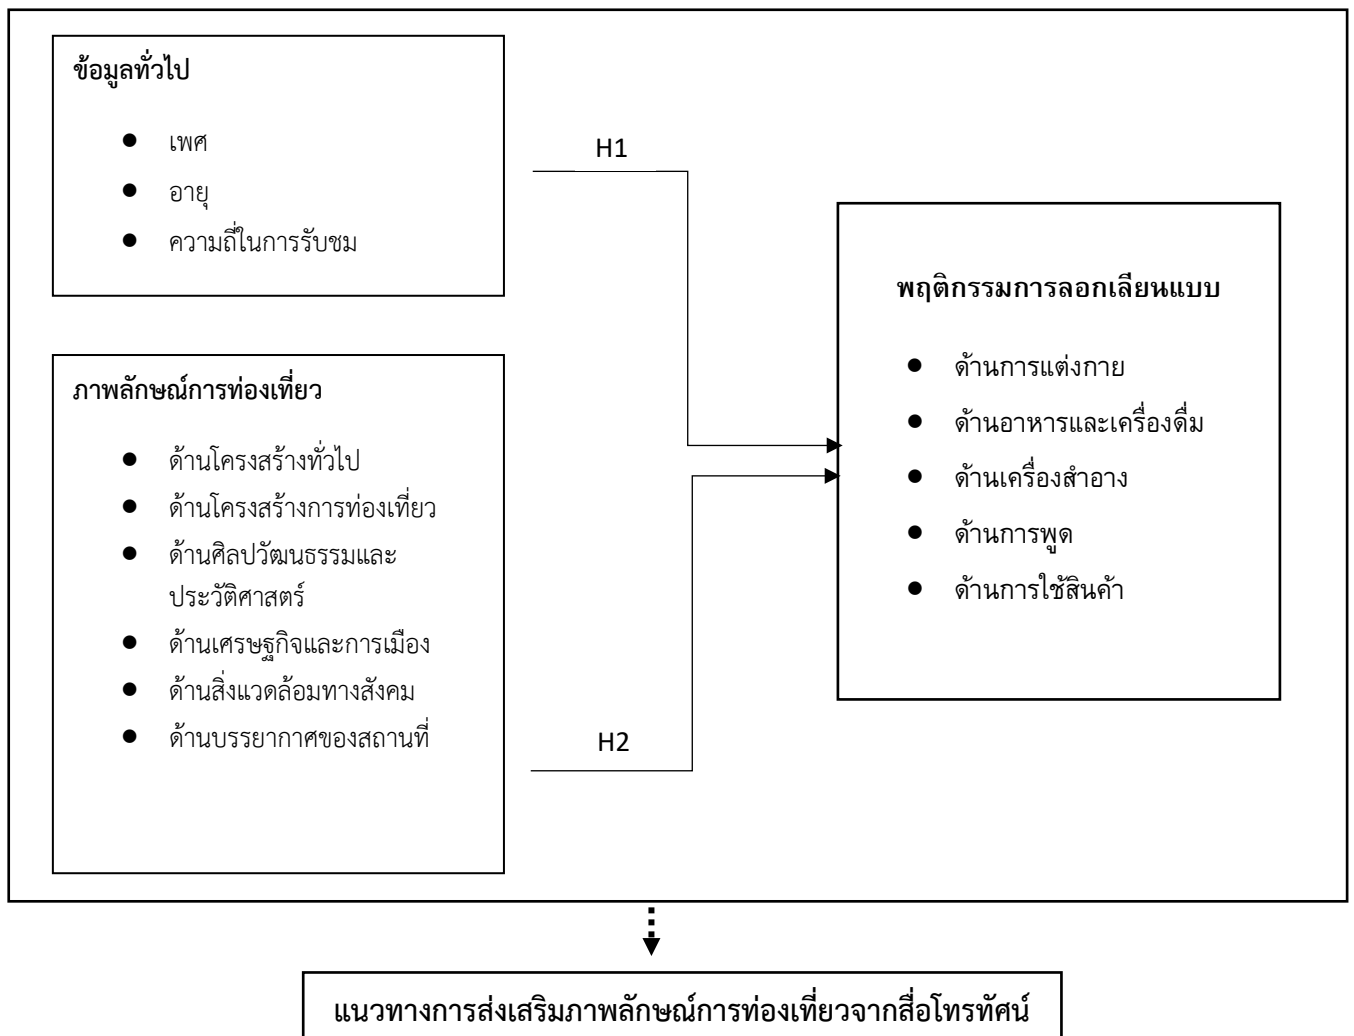 ข้อมูลทั่วไป
● เพศ
● อายุ
● ความถี่ในการรับชม
H1
ภาพลักษณ์การท่องเที่ยว
● ด้านโครงสร้างทั่วไป
● ด้านโครงสร้างการท่องเที่ยว
● ด้านศิลปวัฒนธรรมและ
ประวัติศาสตร์
● ด้านเศรษฐกิจและการเมือง
● ด้านสิ่งแวดล้อมทางสังคม
● ด้านบรรยากาศของสถานที่
H2
พฤติกรรมการลอกเลียนแบบ
● ด้านการแต่งกาย
● ด้านอาหารและเครื่องดื่ม
● ด้านเครื่องสำอาง
● ด้านการพูด
● ด้านการใช้สินค้า
แนวทางการส่งเสริมภาพลักษณ์การท่องเที่ยวจากสื่อโทรทัศน์